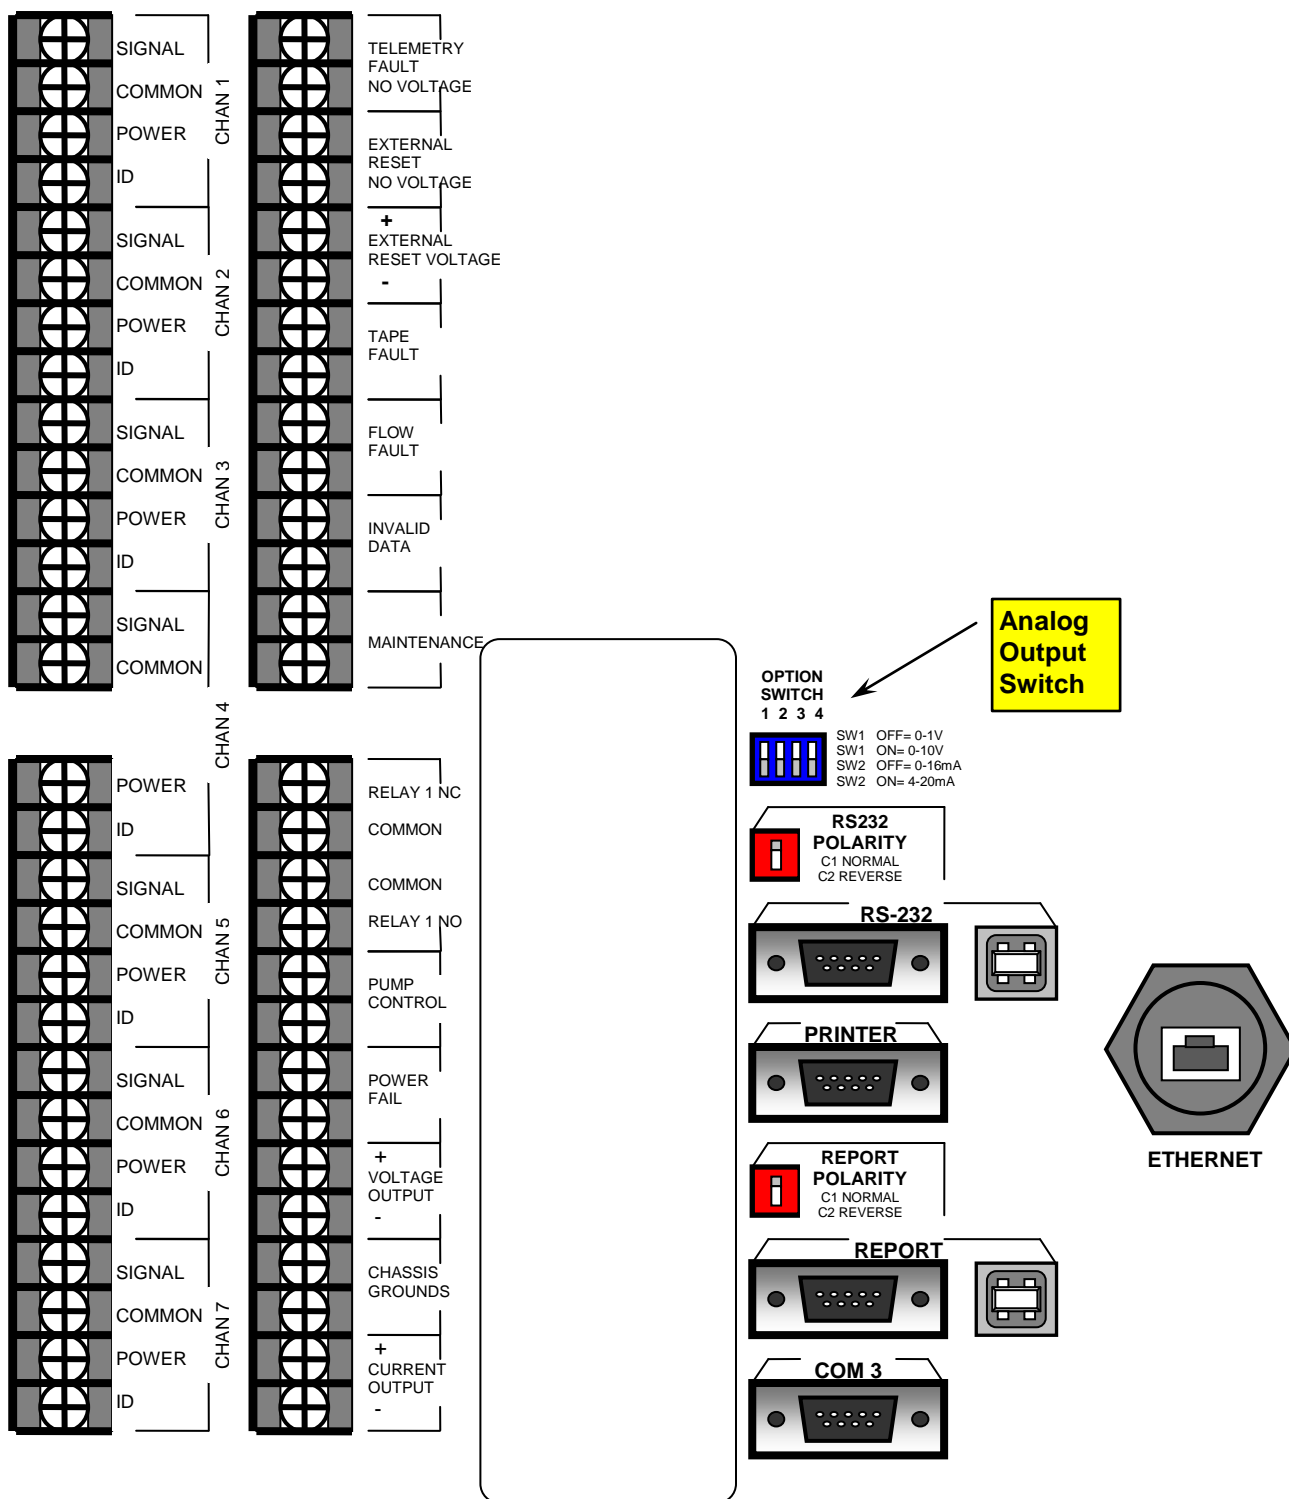 SIGNAL
COMMON
POWER
ID
CHAN 1
SIGNAL
COMMON
POWER
ID
CHAN 2
SIGNAL
COMMON
POWER
ID
CHAN 3
SIGNAL
COMMON
POWER
ID
CHAN 4
SIGNAL
COMMON
POWER
ID
CHAN 5
SIGNAL
COMMON
POWER
ID
CHAN 6
SIGNAL
COMMON
POWER
ID
CHAN 7
TELEMETRY
FAULT
NO VOLTAGE
EXTERNAL
RESET
NO VOLTAGE
+
EXTERNAL
RESET VOLTAGE
-
TAPE
FAULT
FLOW
FAULT
INVALID
DATA
MAINTENANCE
RELAY 1 NC
COMMON
COMMON
RELAY 1 NO
PUMP
CONTROL
POWER
FAIL
+
VOLTAGE
OUTPUT
-
CHASSIS
GROUNDS
+
CURRENT
OUTPUT
-
Analog
Output
Switch
OPTION
SWITCH
1 2 3 4
SW1 OFF= 0-1V
SW1 ON= 0-10V
SW2 OFF= 0-16mA
SW2 ON= 4-20mA
RS232
POLARITY
C1 NORMAL
C2 REVERSE
RS-232
PRINTER
REPORT
POLARITY
C1 NORMAL
C2 REVERSE
REPORT
COM 3
ETHERNET